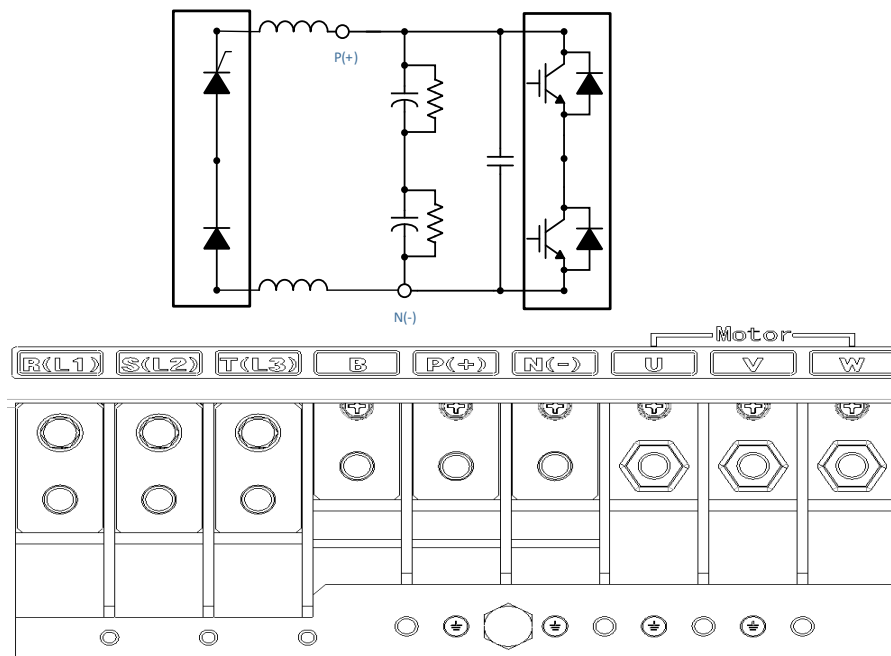 P(+)
N(-)
Motor
R(L1) S(L2) T(L3) B P(+) N(-) U V W